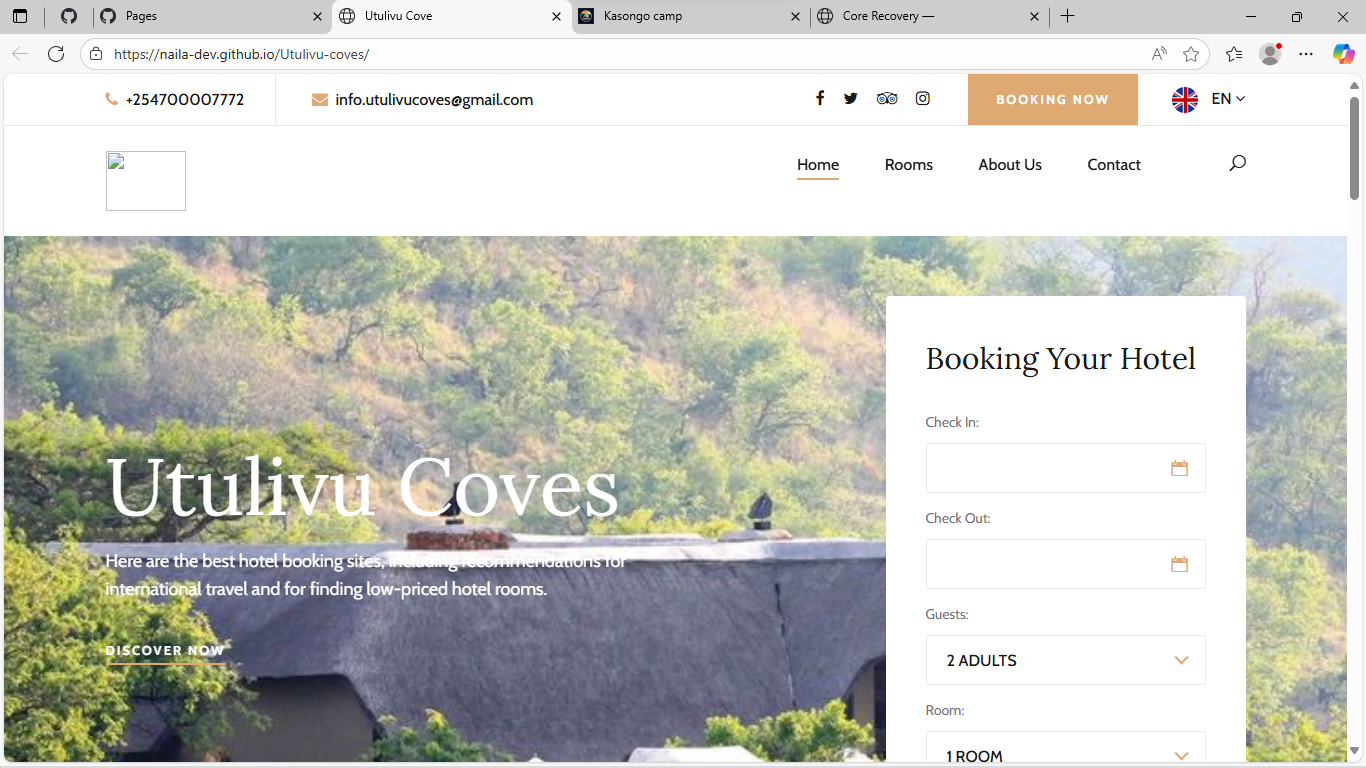 Pages
Utulivu Cove
Kasongo camp
Core Recovery —
https://naila-dev.github.io/Utulivu-coves/
+254700007772
info.utulivucoves@gmail.com
BOOKING NOW
EN
Home
Rooms
About Us
Contact
Utulivu Coves
Here are the best hotel booking sites, including recommendations for
international travel and for finding low-priced hotel rooms.
DISCOVER NOW
Booking Your Hotel
Check In:
Check Out:
Guests:
2 ADULTS
Room:
1 ROOM